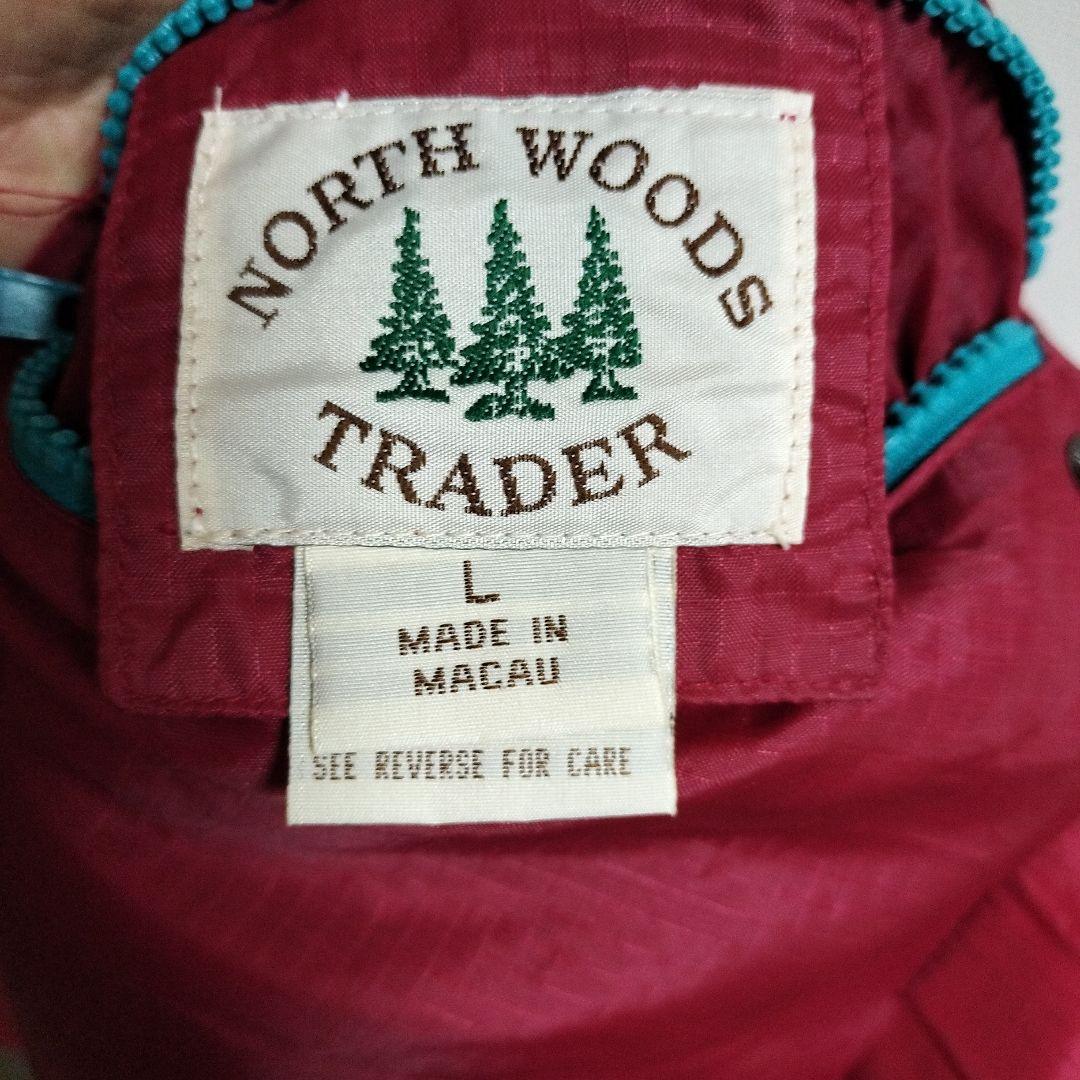 NORTH WOODS
TRADER
L
MADE IN
MACAU
SEE REVERSE FOR CARE